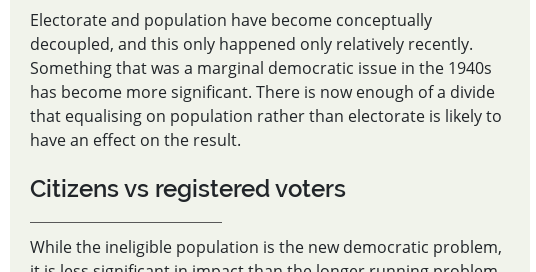 Electorate and population have become conceptually
decoupled, and this only happened only relatively recently.
Something that was a marginal democratic issue in the 1940s
has become more significant. There is now enough of a divide
that equalising on population rather than electorate is likely to
have an effect on the result.
Citizens vs registered voters
While the ineligible population is the new democratic problem,
it is less significant in impact than the longer running problem